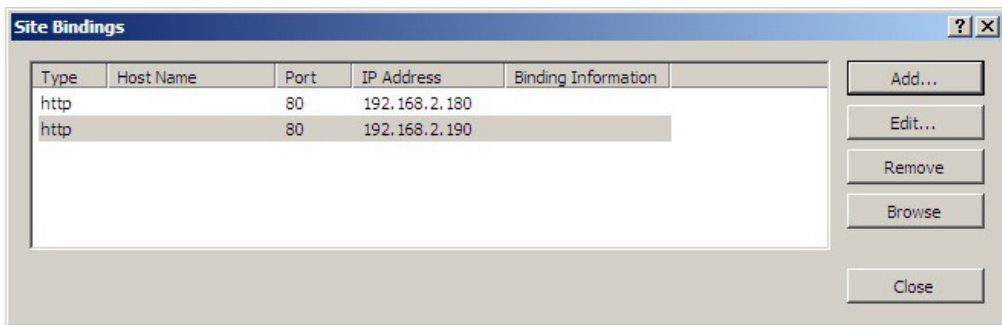 Site Bindings
Type Host Name Port IP Address Binding Information
http 80 192.168.2.180
http 80 192.168.2.190
Add...
Edit...
Remove
Browse
Close